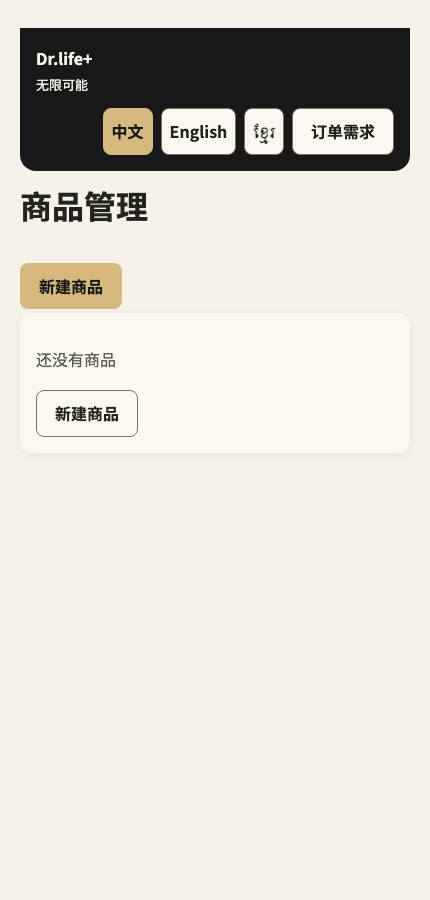 Dr.life+
无限可能
中文 English ខ្មែរ 订单需求
商品管理
新建商品
还没有商品
新建商品